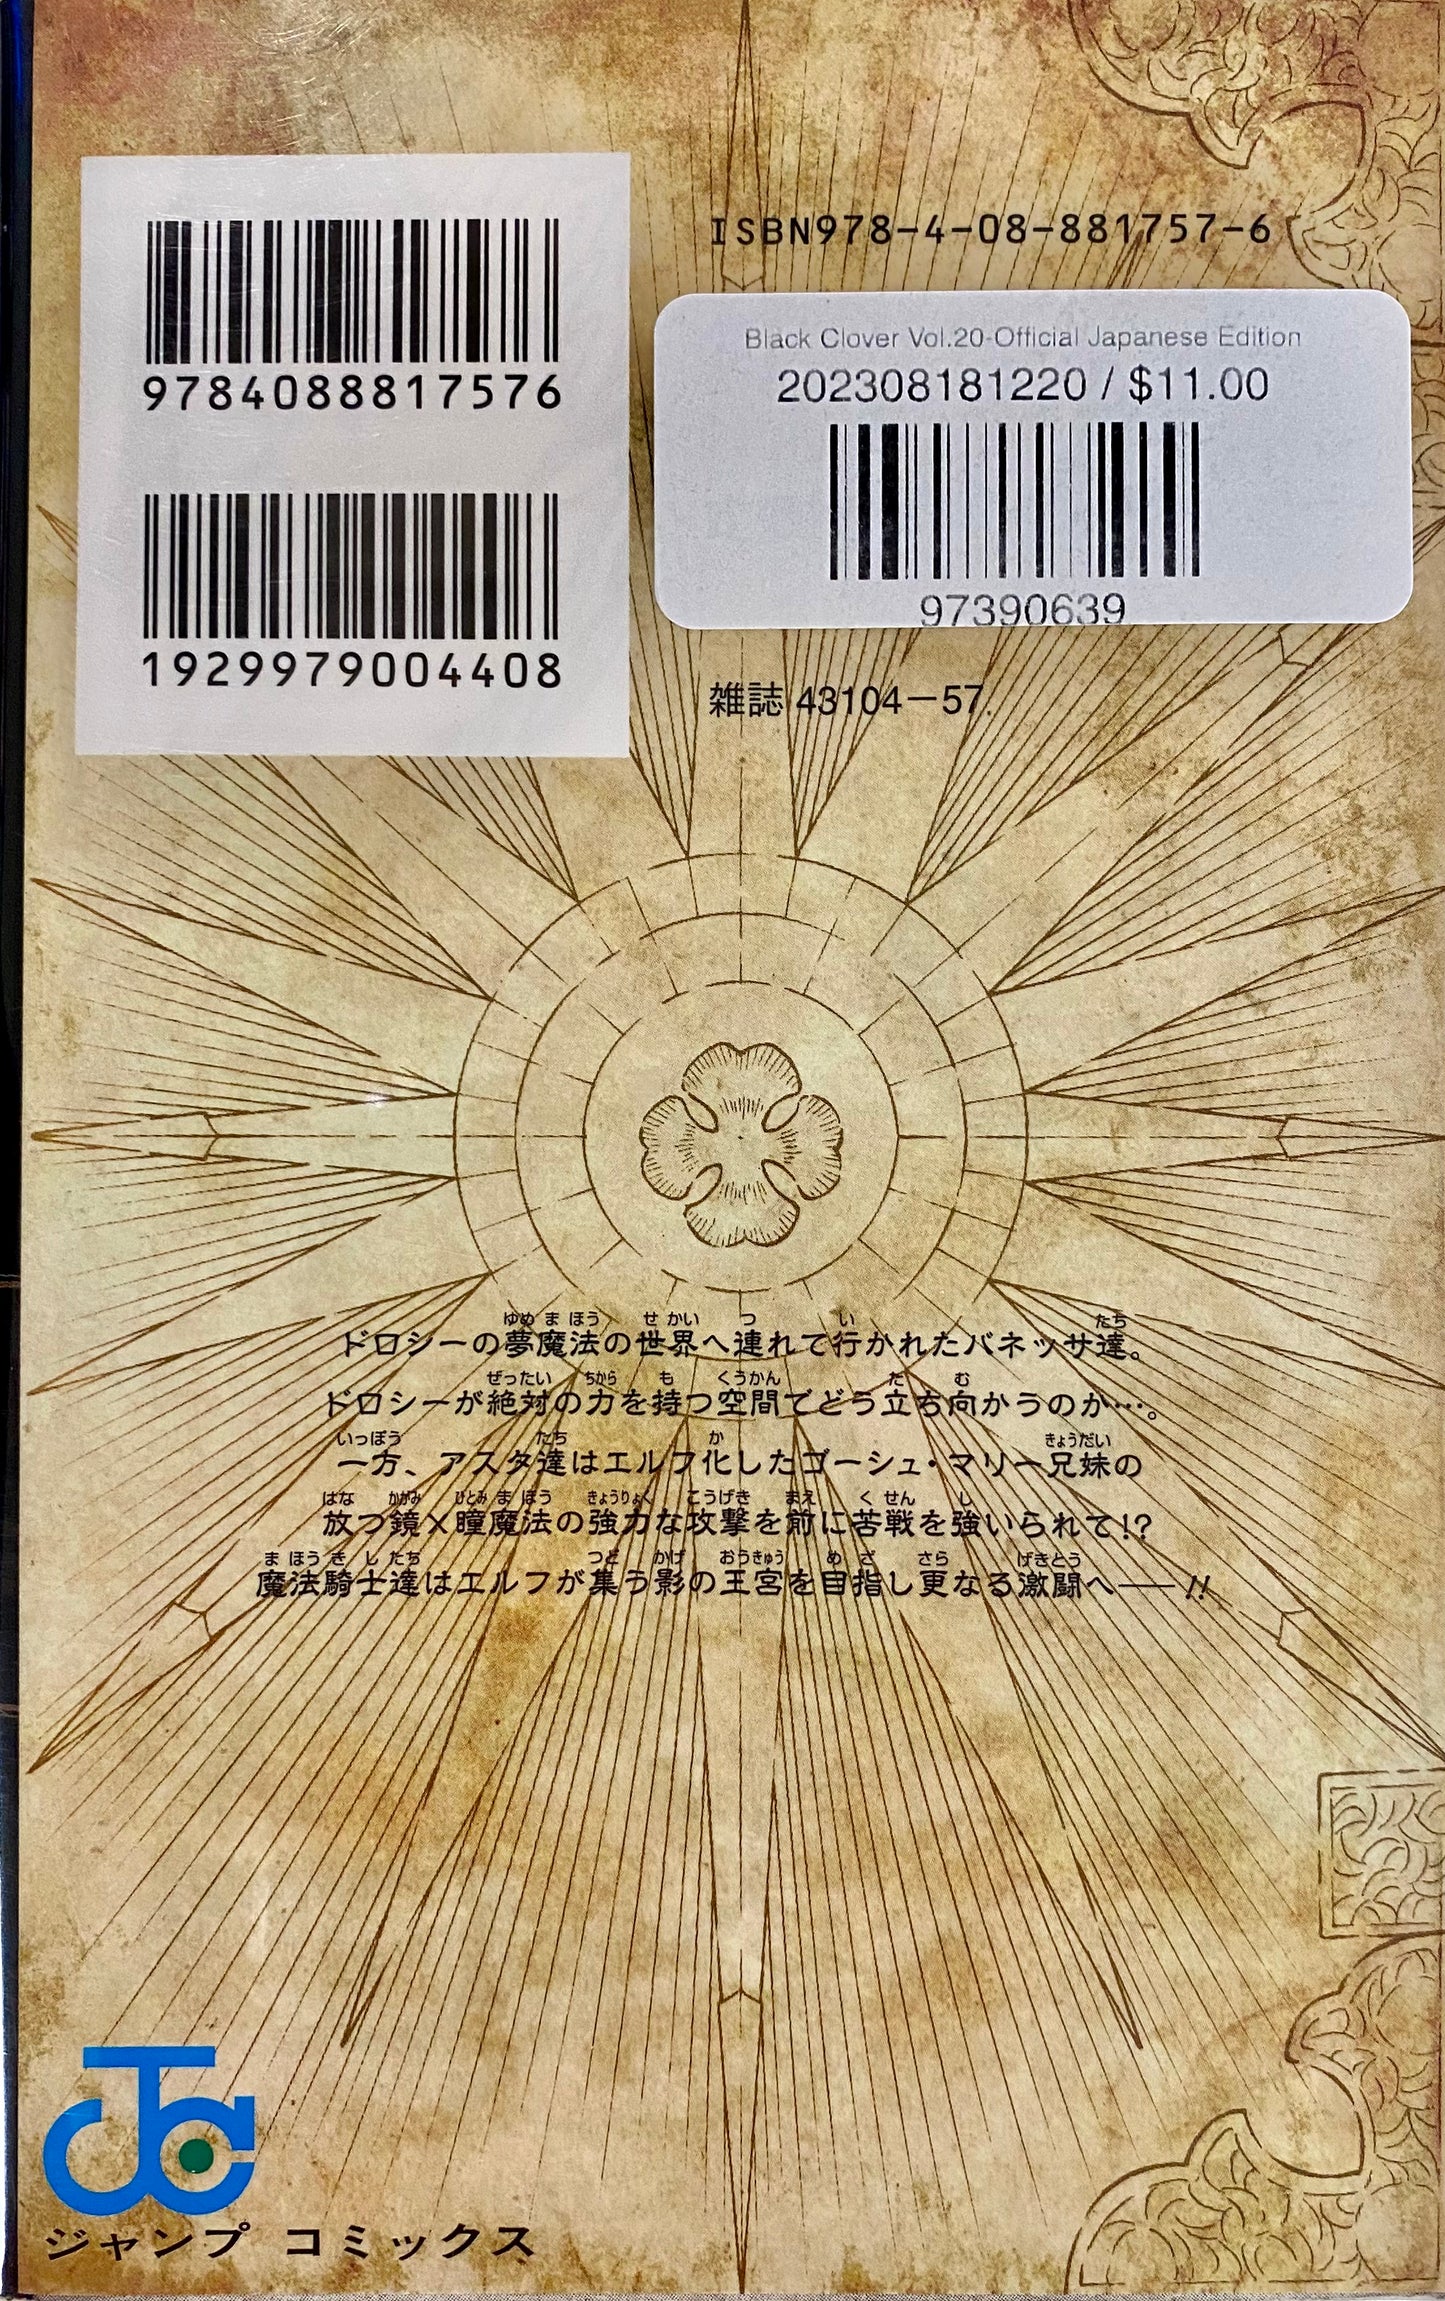 9784088817576
1929979004408
ISBN978-4-08-881757-6
Black Clover Vol.20-Official Japanese Edition
202308181220 / $11.00
97390639
雑誌 43104-57
ドロシーの夢魔法の世界へ連れて行かれたバネッサ達。
ドロシーが絶対の力を持つ空間でどう立ち向かうのか…。
一方、アスタ達はエルフ化したゴーシュ・マリー兄妹の
放つ鏡×瞳魔法の強力な攻撃を前に苦戦を強いられて!?
魔法騎士達はエルフが集う影の王宮を目指し更なる激闘へ――!!
JC
ジャンプ コミックス